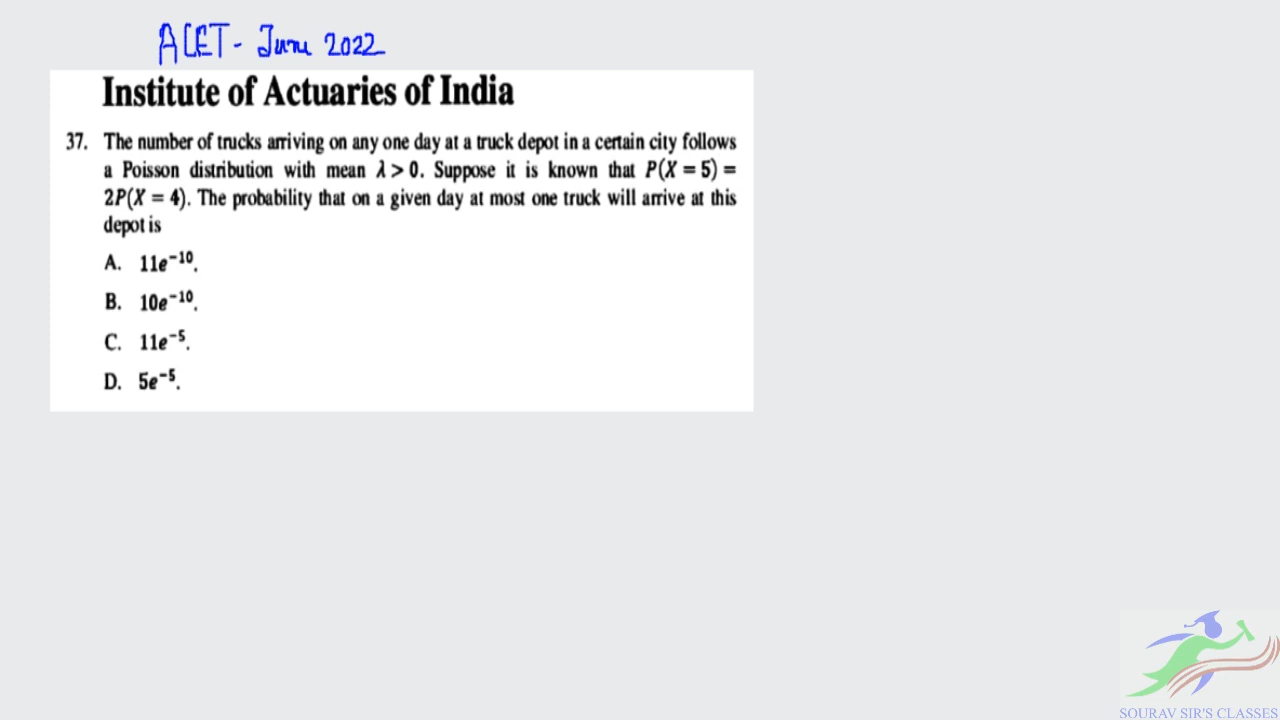 ACET - June 2022
Institute of Actuaries of India
37. The number of trucks arriving on any one day at a truck depot in a certain city follows
a Poisson distribution with mean λ > 0. Suppose it is known that P(X = 5) =
2P(X = 4). The probability that on a given day at most one truck will arrive at this
depot is
A. 11e⁻¹⁰.
B. 10e⁻¹⁰.
C. 11e⁻⁵.
D. 5e⁻⁵.
SOURAV SIR'S CLASSES